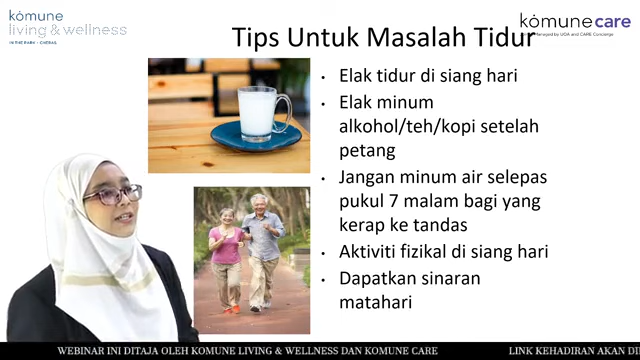 kömune
living & wellness
IN THE PARK - CHERAS
kömunecare
Managed by UDA and CARE Concierge
Tips Untuk Masalah Tidur
• Elak tidur di siang hari
• Elak minum
alkohol/teh/kopi setelah
petang
• Jangan minum air selepas
pukul 7 malam bagi yang
kerap ke tandas
• Aktiviti fizikal di siang hari
• Dapatkan sinaran
matahari
WEBINAR INI DITAJA OLEH KOMUNE LIVING & WELLNESS DAN KOMUNE CARE
LINK KEHADIRAN AKAN